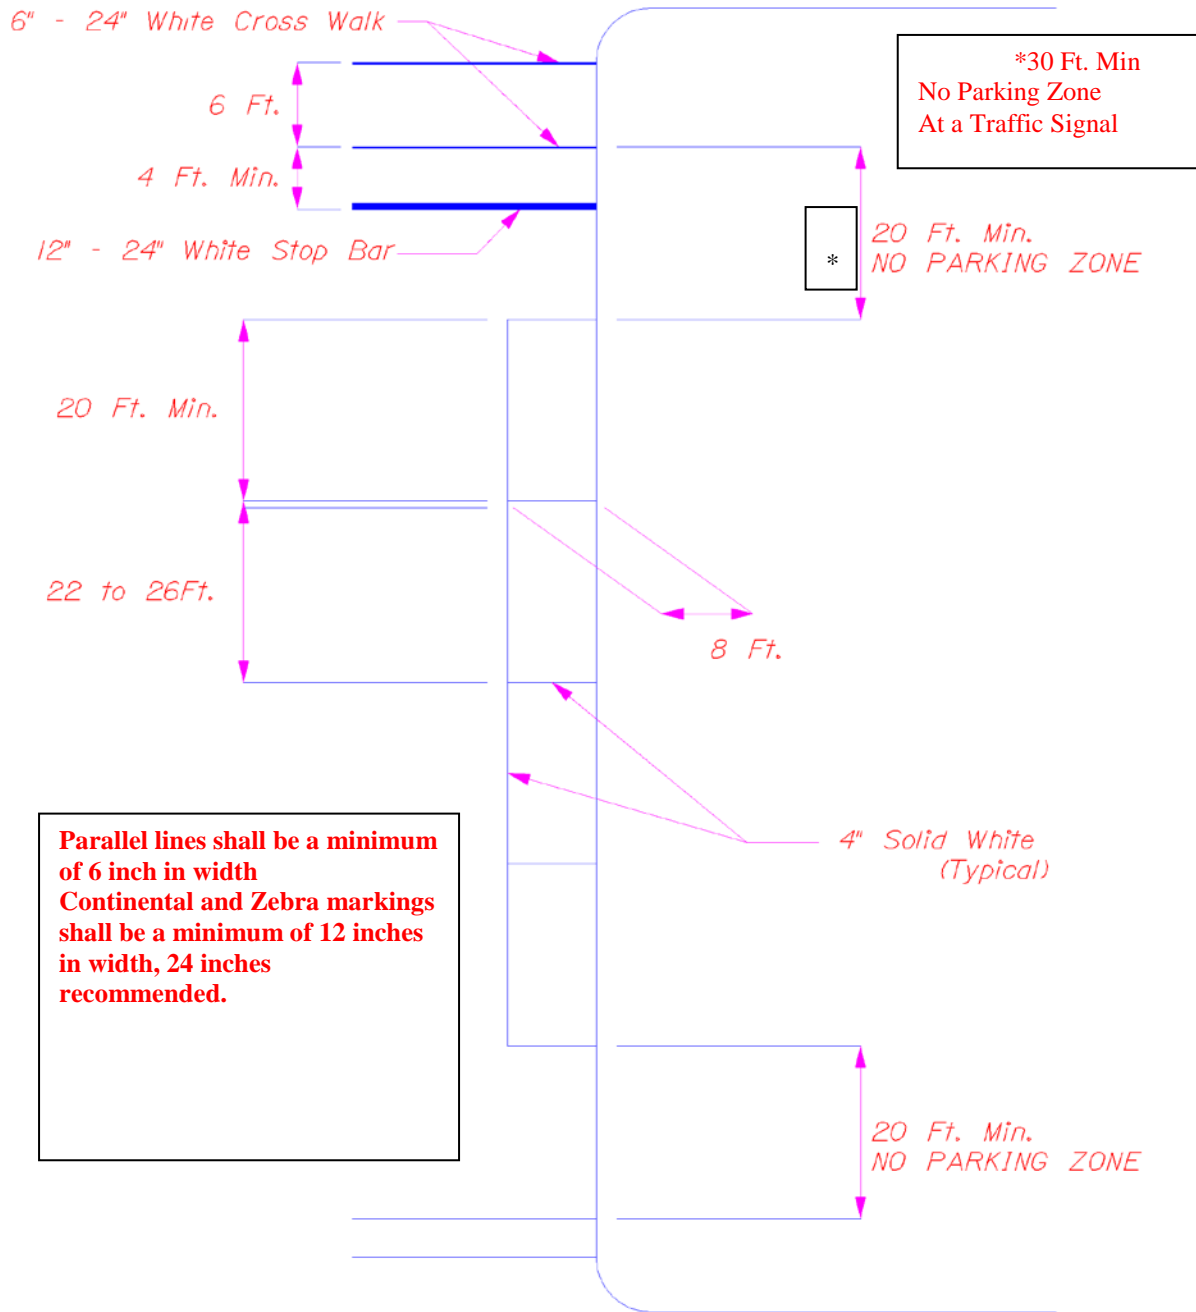 6" - 24" White Cross Walk
*30 Ft. Min
No Parking Zone
At a Traffic Signal
6 Ft.
4 Ft. Min.
12" - 24" White Stop Bar
*
20 Ft. Min.
NO PARKING ZONE
20 Ft. Min.
22 to 26Ft.
8 Ft.
4" Solid White
(Typical)
Parallel lines shall be a minimum
of 6 inch in width
Continental and Zebra markings
shall be a minimum of 12 inches
in width, 24 inches
recommended.
20 Ft. Min.
NO PARKING ZONE